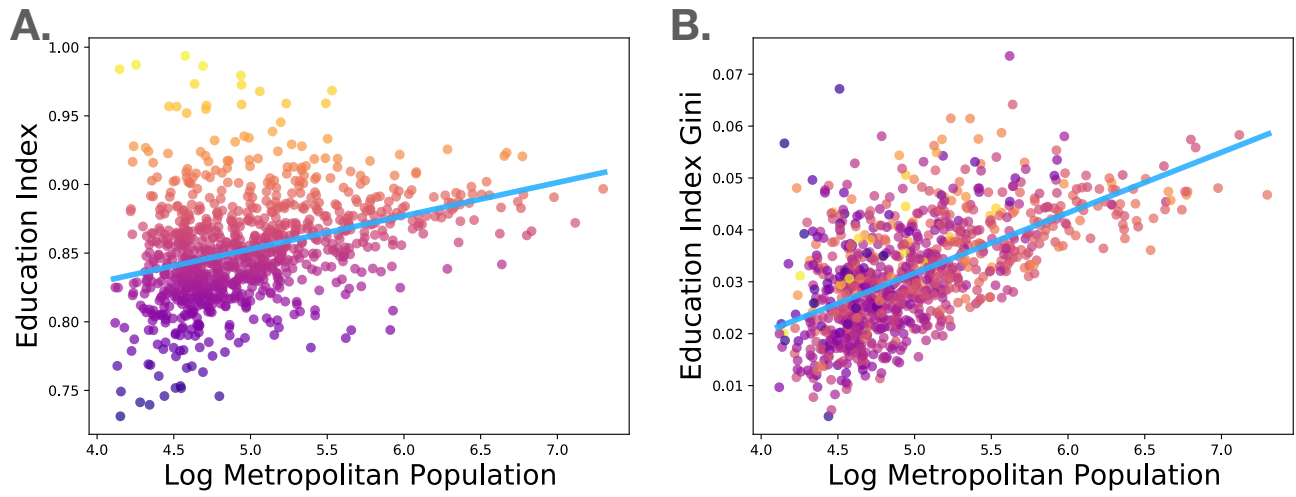 A.
1.00
0.95
0.90
0.85
0.80
0.75
Education Index
4.0 4.5 5.0 5.5 6.0 6.5 7.0
Log Metropolitan Population
B.
0.07
0.06
0.05
0.04
0.03
0.02
0.01
Education Index Gini
4.0 4.5 5.0 5.5 6.0 6.5 7.0
Log Metropolitan Population